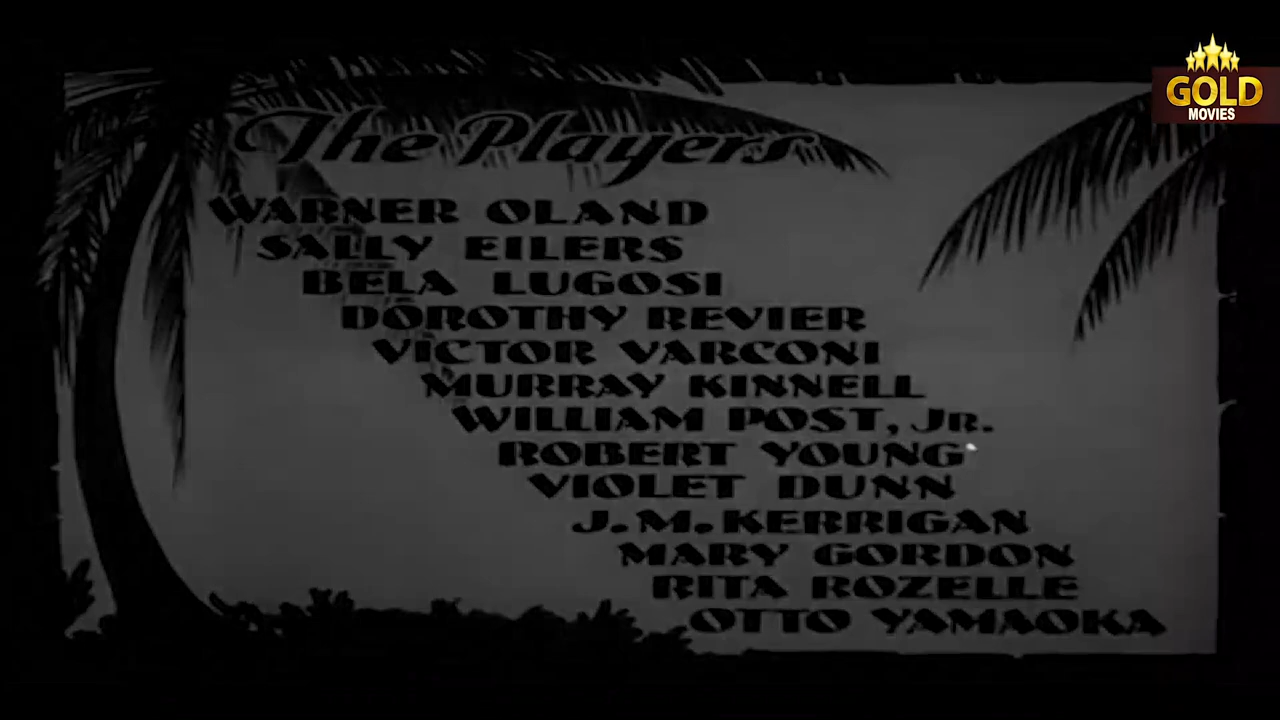 GOLD
MOVIES
The Players
WARNER OLAND
SALLY EILERS
BELA LUGOSI
DOROTHY REVIER
VICTOR VARCONI
MURRAY KINNELL
WILLIAM POST, JR.
ROBERT YOUNG
VIOLET DUNN
J.M. KERRIGAN
MARY GORDON
RITA ROZELLE
OTTO YAMAOKA